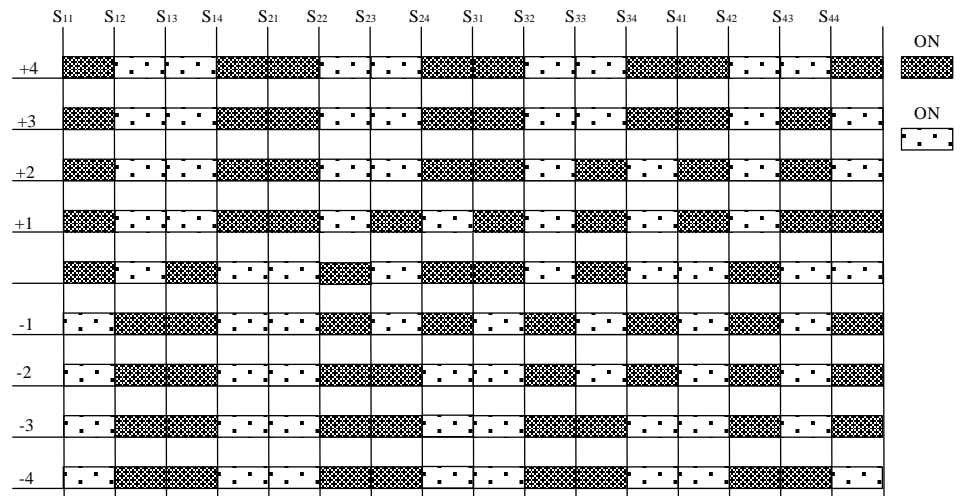 S₁₁ S₁₂ S₁₃ S₁₄ S₂₁ S₂₂ S₂₃ S₂₄ S₃₁ S₃₂ S₃₃ S₃₄ S₄₁ S₄₂ S₄₃ S₄₄
ON
+4
ON
+3
+2
+1
-1
-2
-3
-4